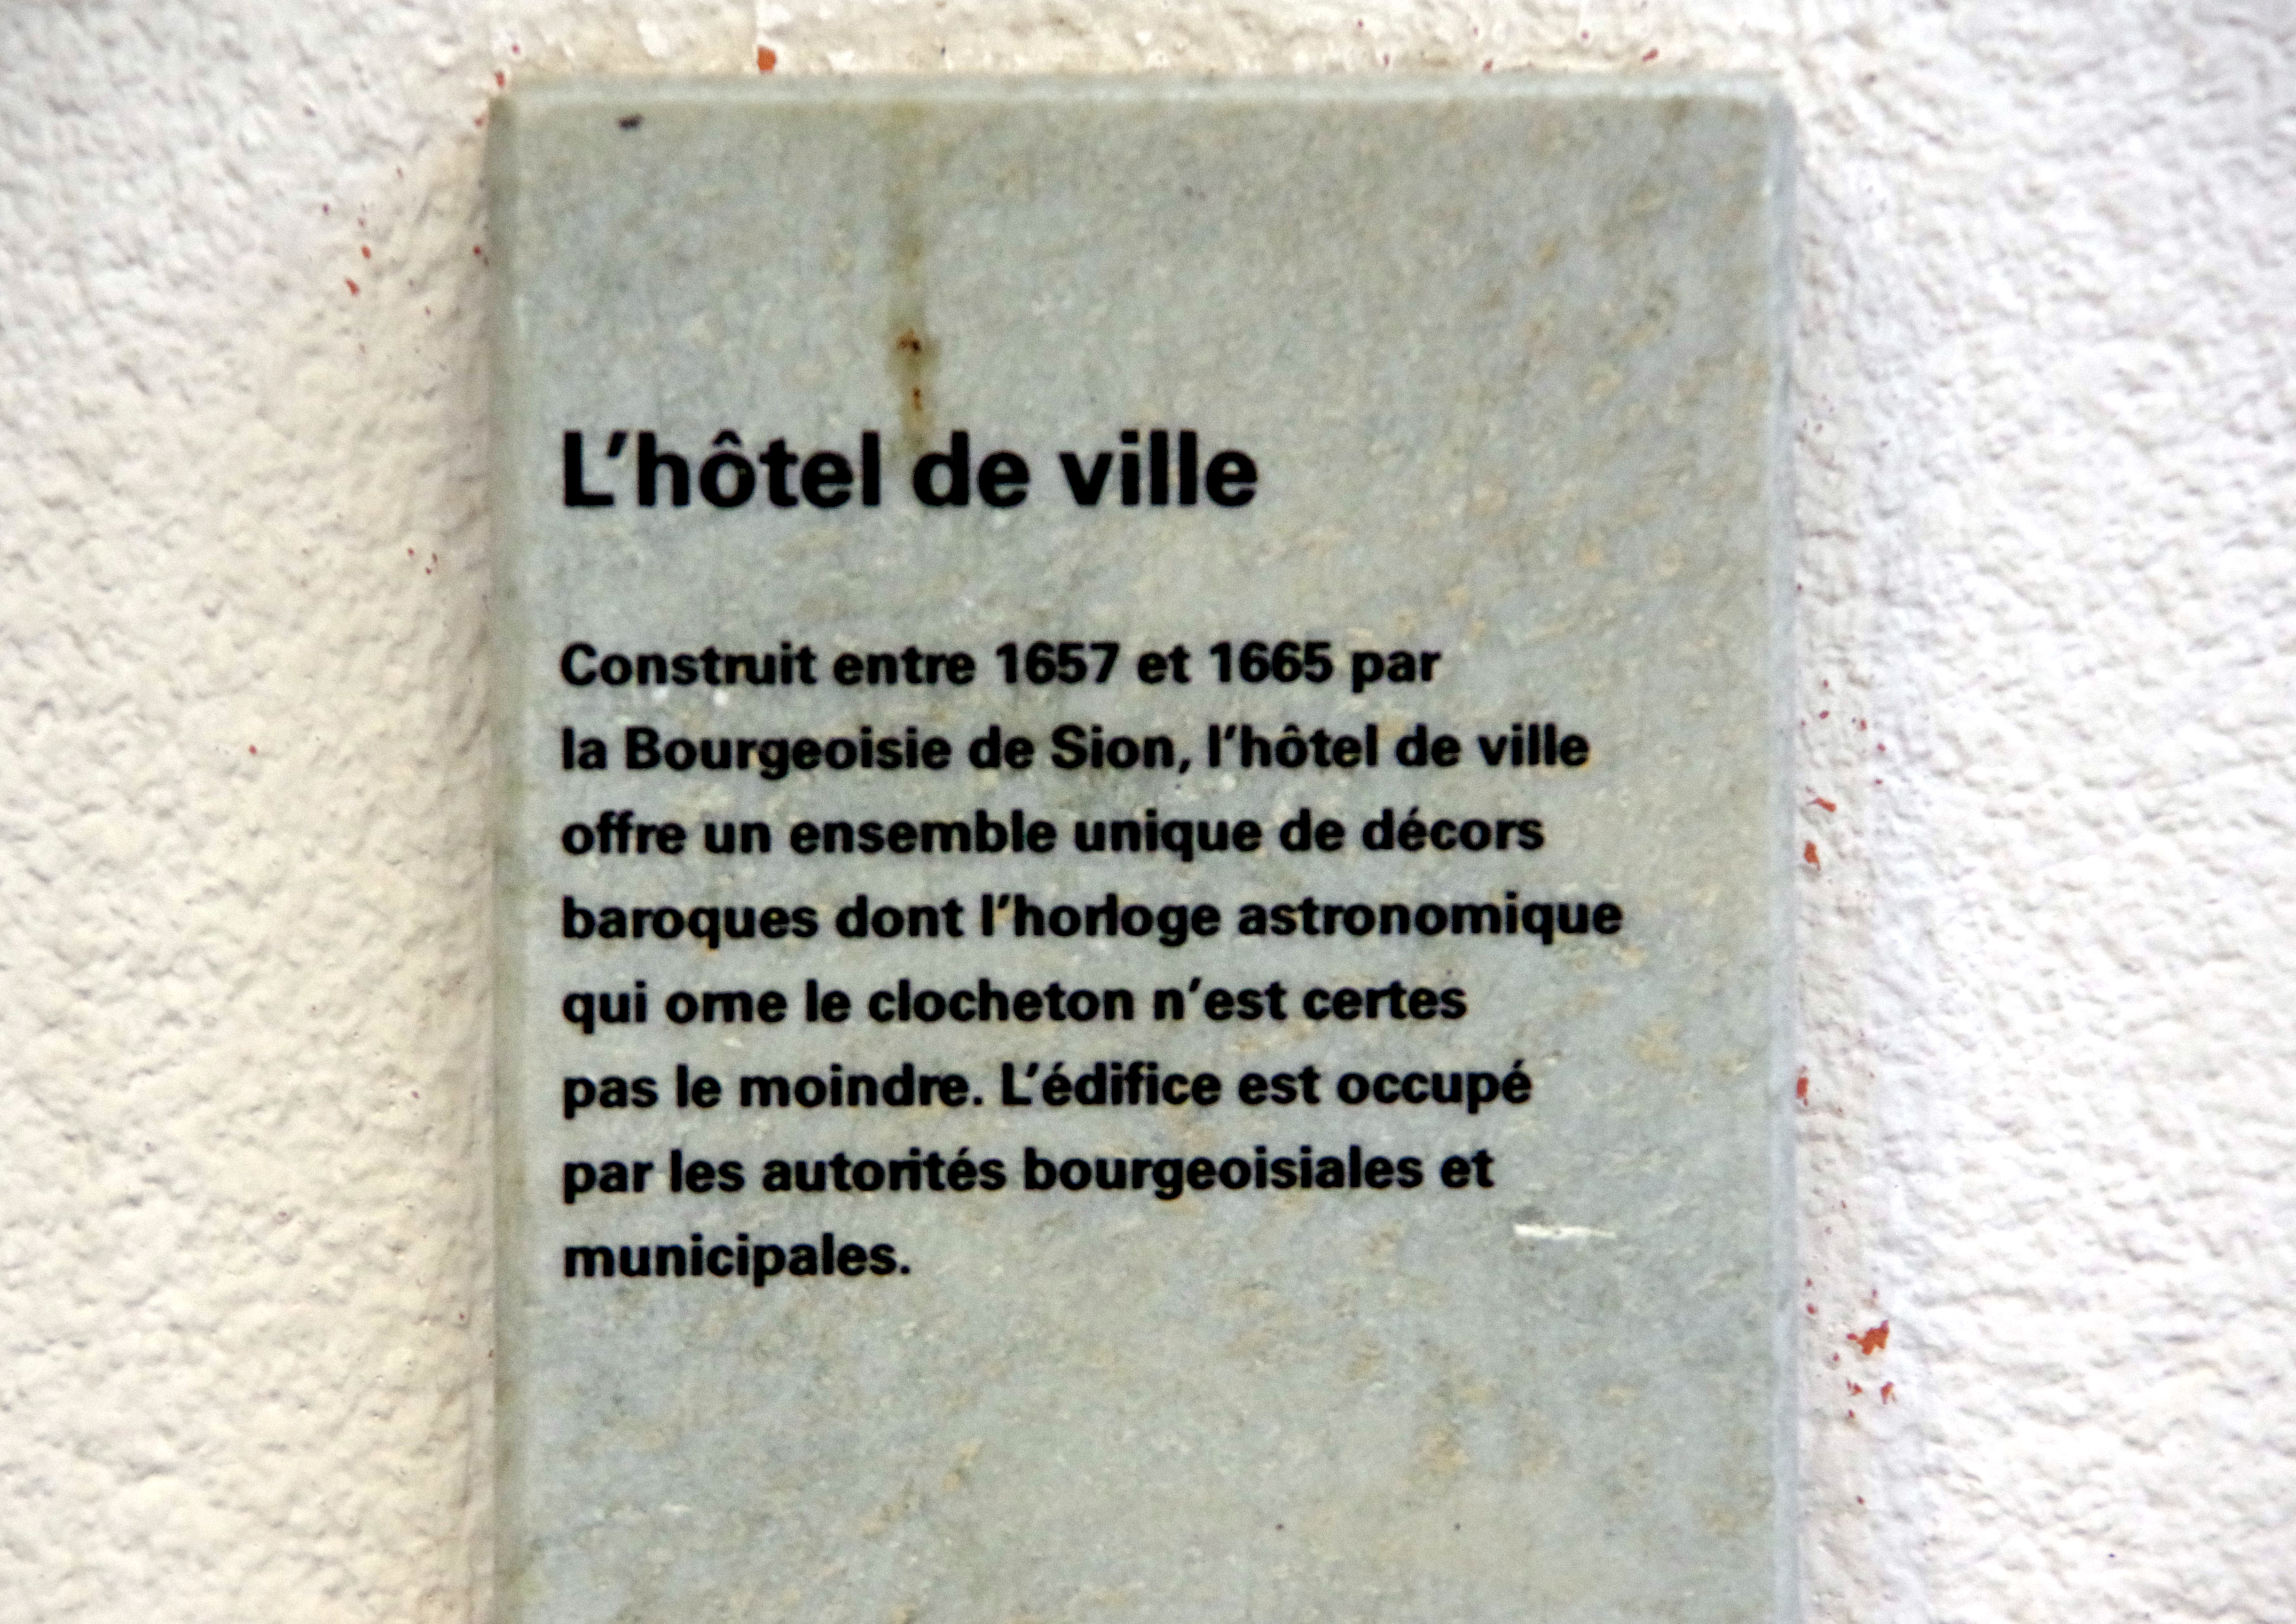 L'hôtel de ville
Construit entre 1657 et 1665 par
la Bourgeoisie de Sion, l'hôtel de ville
offre un ensemble unique de décors
baroques dont l'horloge astronomique
qui orne le clocheton n'est certes
pas le moindre. L'édifice est occupé
par les autorités bourgeoisiales et
municipales.